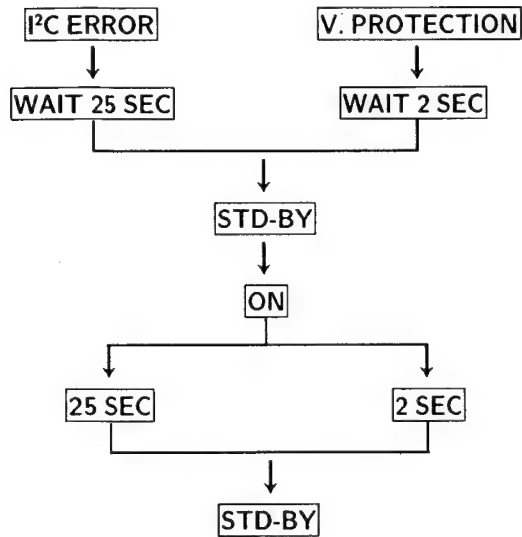 I²C ERROR
V. PROTECTION
WAIT 25 SEC
WAIT 2 SEC
STD-BY
ON
25 SEC
2 SEC
STD-BY